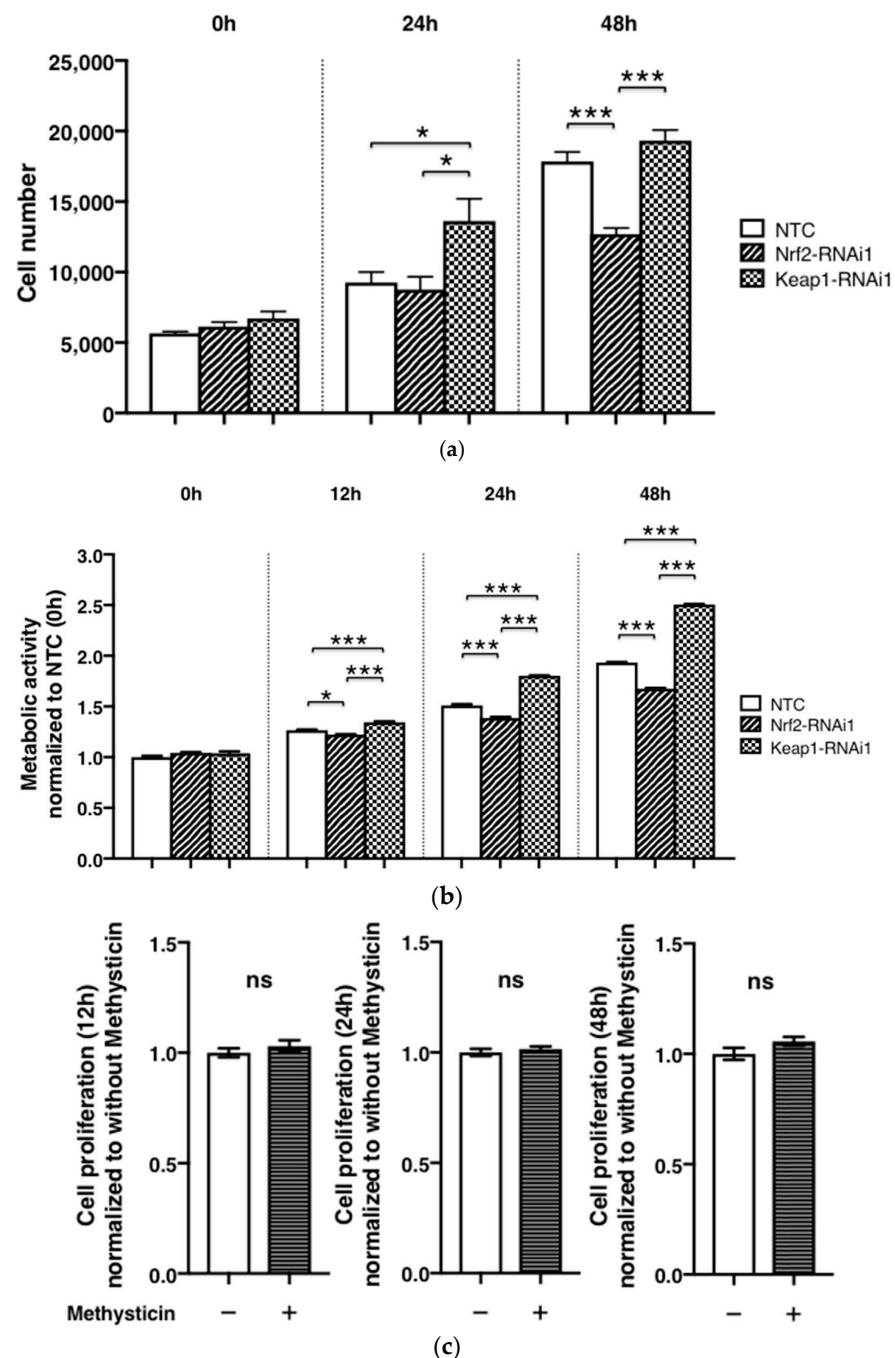 0h 24h 48h
25,000
20,000
15,000
10,000
5,000
0
Cell number
* * *** ***
NTC
Nrf2-RNAi1
Keap1-RNAi1
(a)
0h 12h 24h 48h
3.0
2.5
2.0
1.5
1.0
0.5
0.0
Metabolic activity
normalized to NTC (0h)
* *** *** *** *** *** *** *** ***
NTC
Nrf2-RNAi1
Keap1-RNAi1
(b)
Cell proliferation (12h)
normalized to without Methysticin
1.5
1.0
0.5
0.0
ns
Cell proliferation (24h)
normalized to without Methysticin
1.5
1.0
0.5
0.0
ns
Cell proliferation (48h)
normalized to without Methysticin
1.5
1.0
0.5
0.0
ns
Methysticin − + − + − +
(c)